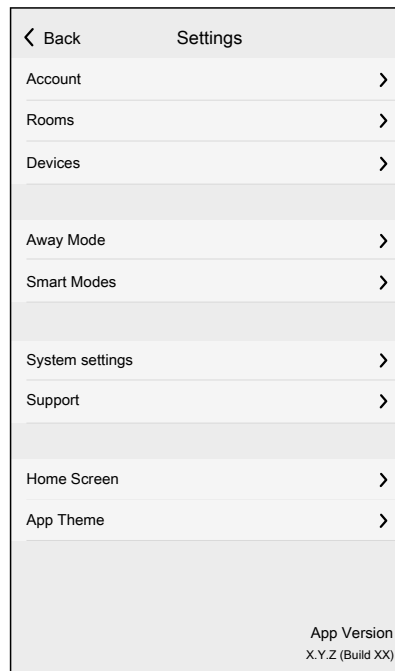 Back Settings
Account
Rooms
Devices
Away Mode
Smart Modes
System settings
Support
Home Screen
App Theme
App Version
X.Y.Z (Build XX)